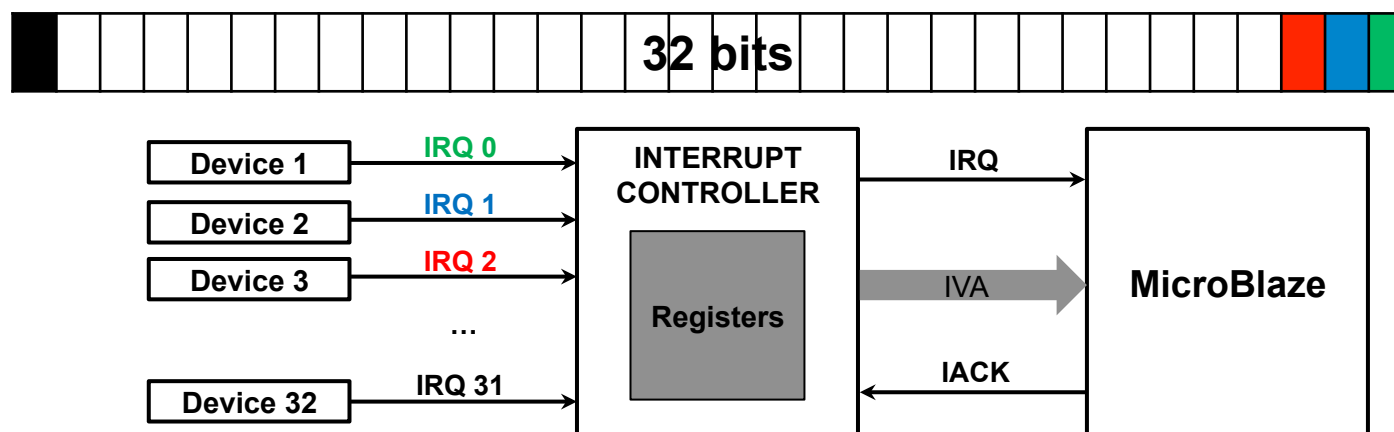 32 bits
Device 1
IRQ 0
INTERRUPT
CONTROLLER
IRQ
Device 2
IRQ 1
Device 3
IRQ 2
Registers
IVA
MicroBlaze
…
Device 32
IRQ 31
IACK